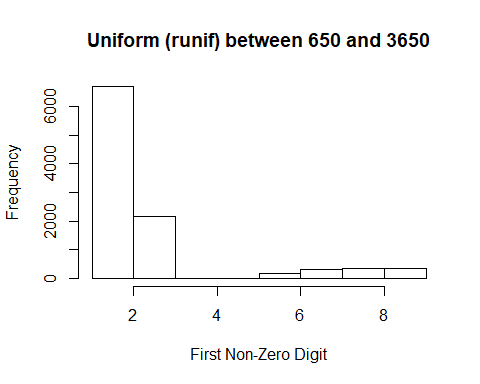 Uniform (runif) between 650 and 3650
Frequency
6000
4000
2000
0
2 4 6 8
First Non-Zero Digit